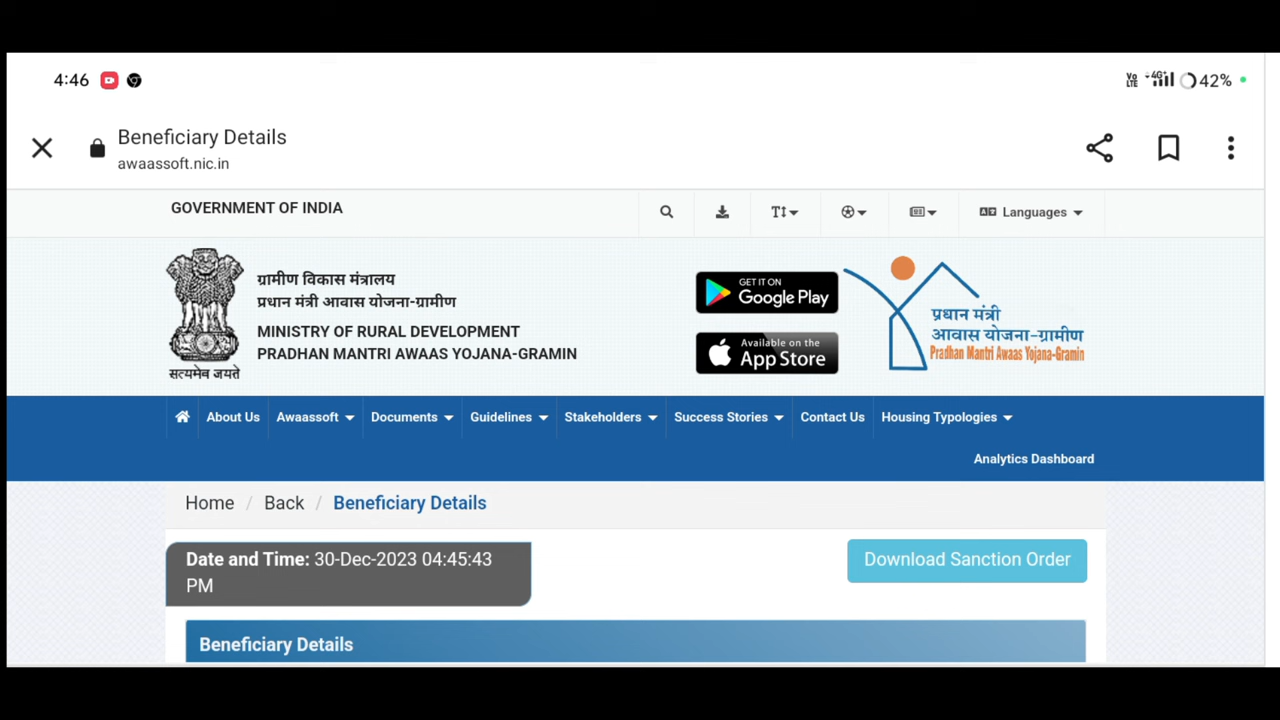 4:46
Vo LTE 4G+ 42%
Beneficiary Details
awaassoft.nic.in
GOVERNMENT OF INDIA
Languages
ग्रामीण विकास मंत्रालय
प्रधान मंत्री आवास योजना-ग्रामीण
MINISTRY OF RURAL DEVELOPMENT
PRADHAN MANTRI AWAAS YOJANA-GRAMIN
सत्यमेव जयते
GET IT ON
Google Play
Available on the
App Store
प्रधान मंत्री
आवास योजना-ग्रामीण
Pradhan Mantri Awaas Yojana-Gramin
About Us Awaassoft Documents Guidelines Stakeholders Success Stories Contact Us Housing Typologies
Analytics Dashboard
Home / Back / Beneficiary Details
Date and Time: 30-Dec-2023 04:45:43
PM
Download Sanction Order
Beneficiary Details